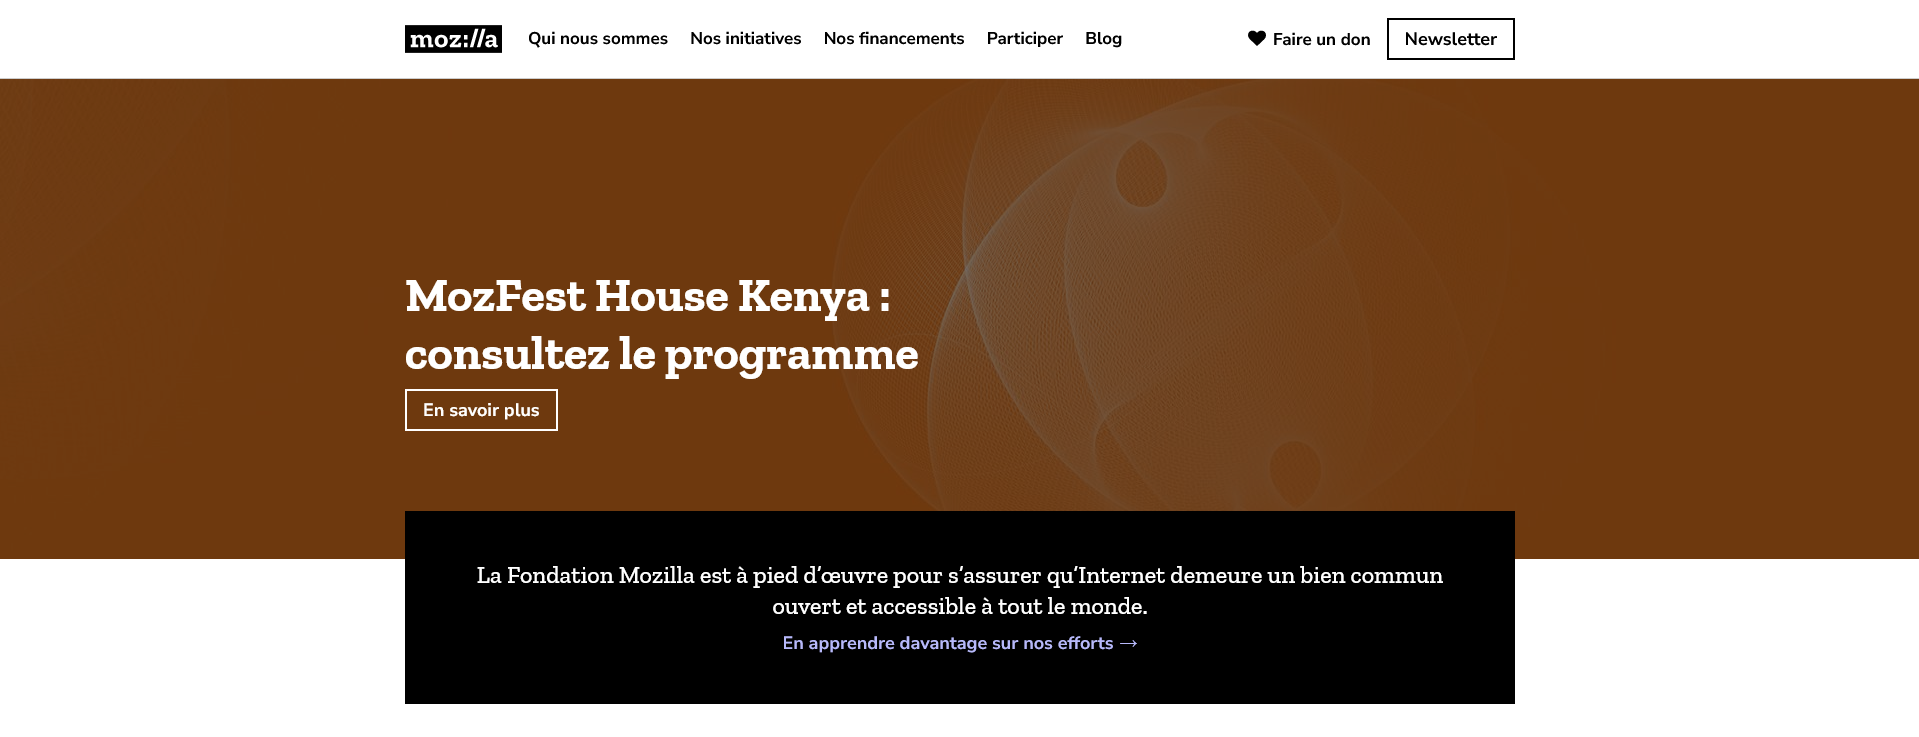 moz://a
Qui nous sommes
Nos initiatives
Nos financements
Participer
Blog
Faire un don
Newsletter
MozFest House Kenya :
consultez le programme
En savoir plus
La Fondation Mozilla est à pied d’œuvre pour s’assurer qu’Internet demeure un bien commun
ouvert et accessible à tout le monde.
En apprendre davantage sur nos efforts →